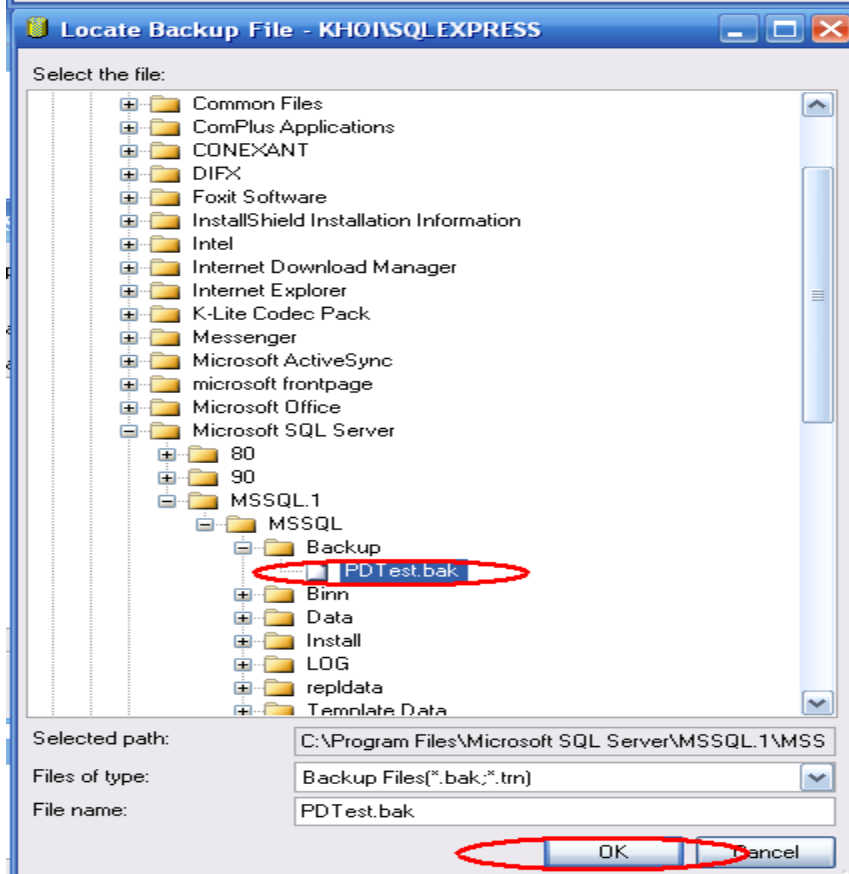 Locate Backup File - KHOI\SQLEXPRESS
Select the file:
Common Files
ComPlus Applications
CONEXANT
DIFX
Foxit Software
InstallShield Installation Information
Intel
Internet Download Manager
Internet Explorer
K-Lite Codec Pack
Messenger
Microsoft ActiveSync
microsoft frontpage
Microsoft Office
Microsoft SQL Server
80
90
MSSQL.1
MSSQL
Backup
PDTest.bak
Binn
Data
Install
LOG
repldata
Template Data
Selected path: C:\Program Files\Microsoft SQL Server\MSSQL.1\MSS
Files of type: Backup Files(*.bak;*.trn)
File name: PDTest.bak
OK Cancel